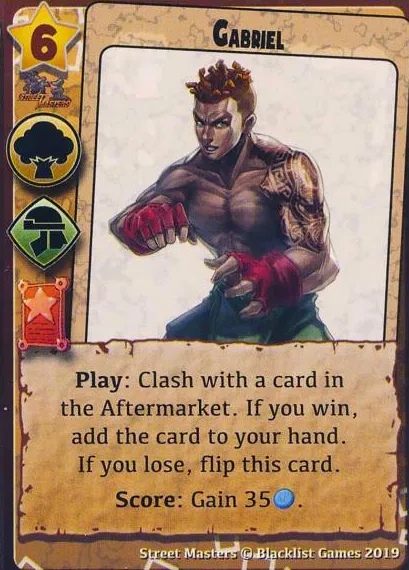 6
GABRIEL
Play: Clash with a card in
the Aftermarket. If you win,
add the card to your hand.
If you lose, flip this card.
Score: Gain 35.
Street Masters © Blacklist Games 2019